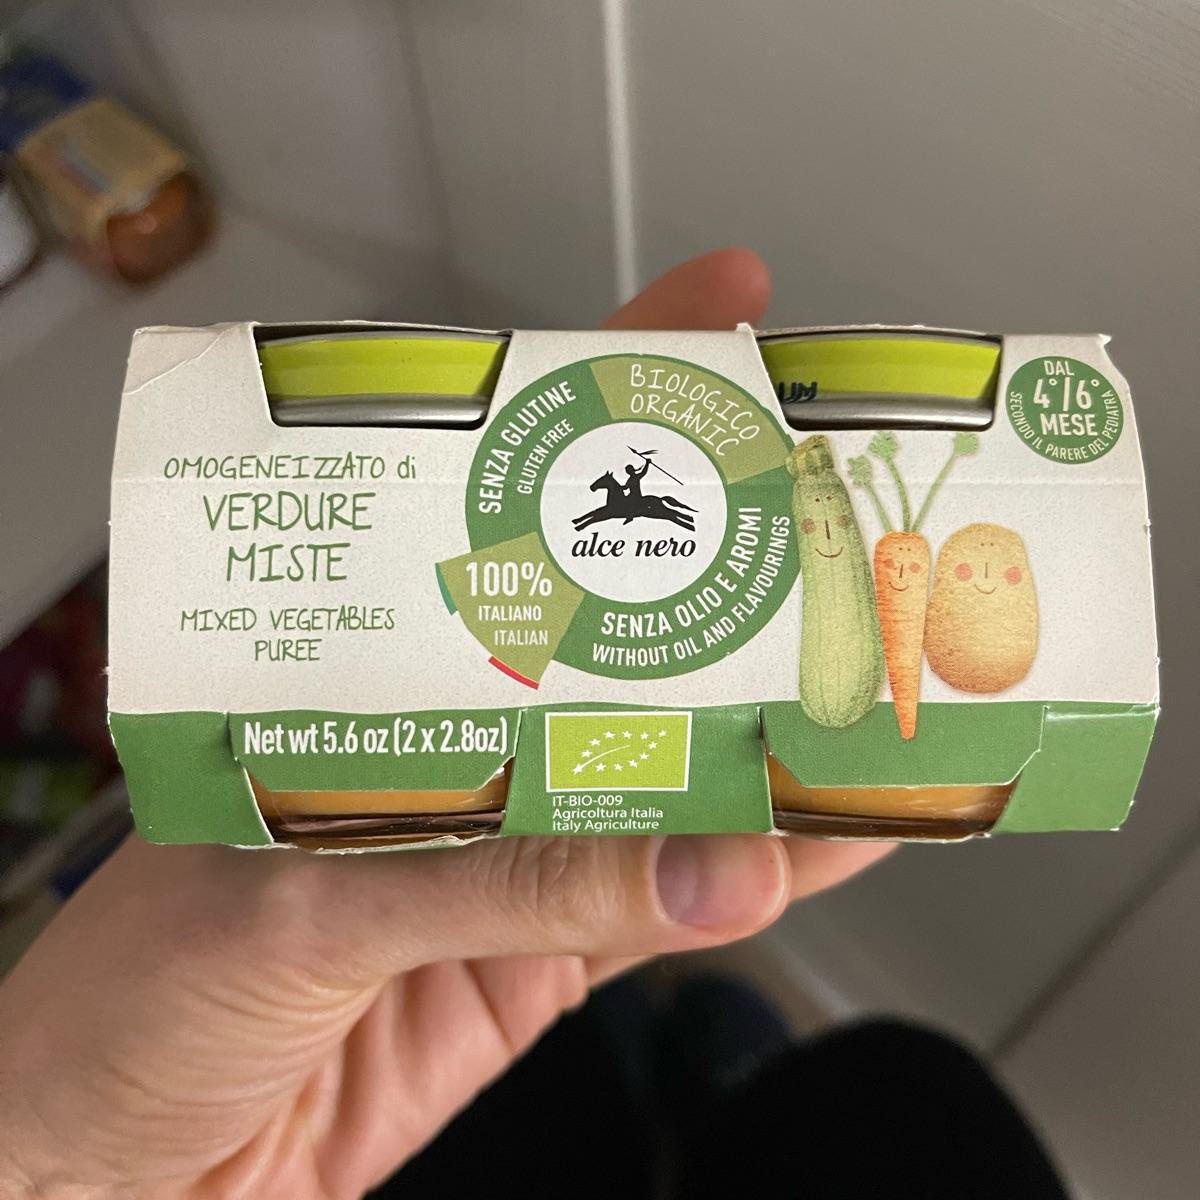 OMOGENEIZZATO di
VERDURE
MISTE
MIXED VEGETABLES
PUREE
SENZA GLUTINE
GLUTEN FREE
BIOLOGICO
ORGANIC
alce nero
100%
ITALIANO
ITALIAN
SENZA OLIO E AROMI
WITHOUT OIL AND FLAVOURINGS
DAL
4°/6°
MESE
SECONDO IL PARERE DEL PEDIATRA
Net wt 5.6 oz (2 x 2.8oz)
IT-BIO-009
Agricoltura Italia
Italy Agriculture